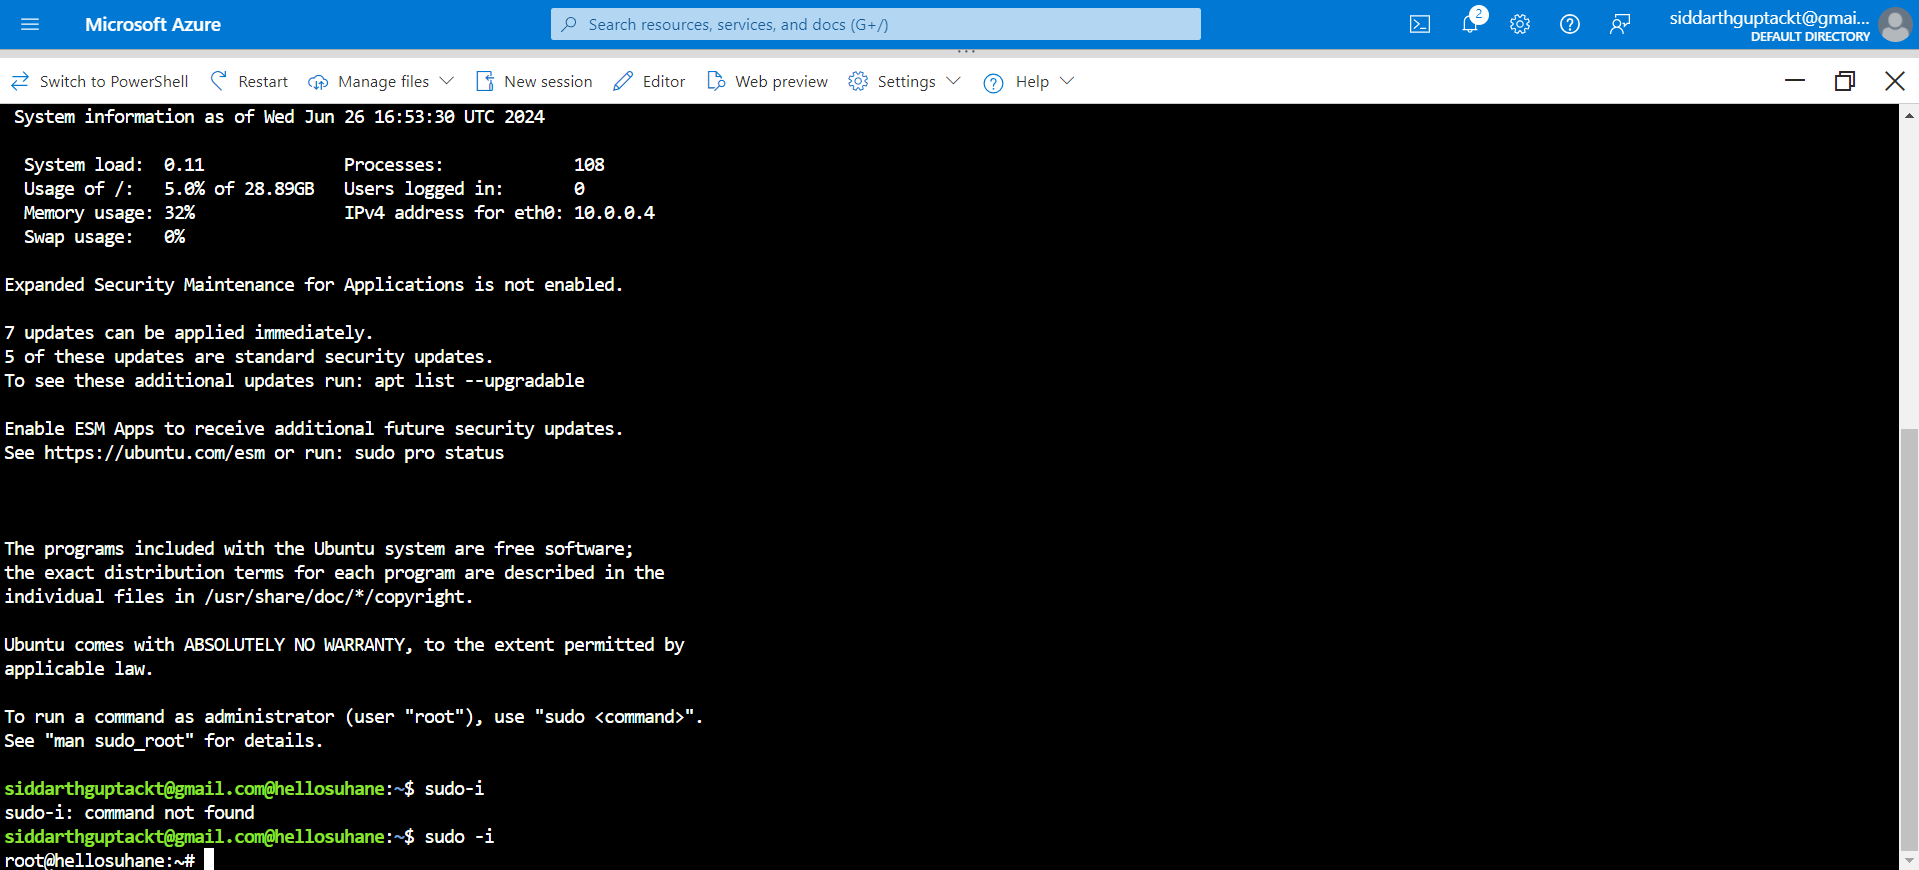 Microsoft Azure
Search resources, services, and docs (G+/)
2
siddarthguptackt@gmai...
DEFAULT DIRECTORY
Switch to PowerShell Restart Manage files New session Editor Web preview Settings Help
System information as of Wed Jun 26 16:53:30 UTC 2024
System load: 0.11 Processes: 108
Usage of /: 5.0% of 28.89GB Users logged in: 0
Memory usage: 32% IPv4 address for eth0: 10.0.0.4
Swap usage: 0%
Expanded Security Maintenance for Applications is not enabled.
7 updates can be applied immediately.
5 of these updates are standard security updates.
To see these additional updates run: apt list --upgradable
Enable ESM Apps to receive additional future security updates.
See https://ubuntu.com/esm or run: sudo pro status
The programs included with the Ubuntu system are free software;
the exact distribution terms for each program are described in the
individual files in /usr/share/doc/*/copyright.
Ubuntu comes with ABSOLUTELY NO WARRANTY, to the extent permitted by
applicable law.
To run a command as administrator (user "root"), use "sudo <command>".
See "man sudo_root" for details.
siddarthguptackt@gmail.com@hellosuhane:~$ sudo-i
sudo-i: command not found
siddarthguptackt@gmail.com@hellosuhane:~$ sudo -i
root@hellosuhane:~#